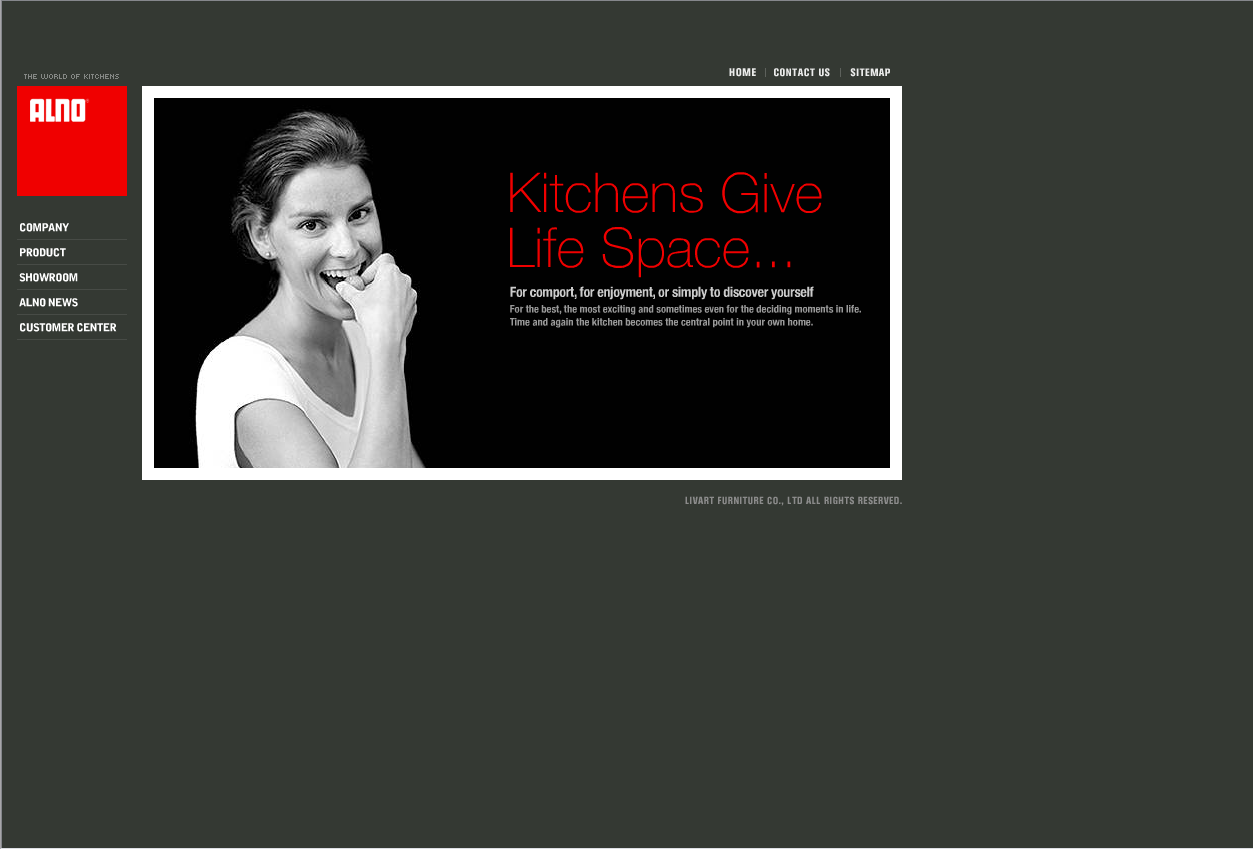 THE WORLD OF KITCHENS
HOME | CONTACT US | SITEMAP
ALNO
COMPANY
PRODUCT
SHOWROOM
ALNO NEWS
CUSTOMER CENTER
Kitchens Give
Life Space...
For comport, for enjoyment, or simply to discover yourself
For the best, the most exciting and sometimes even for the deciding moments in life.
Time and again the kitchen becomes the central point in your own home.
LIVART FURNITURE CO., LTD ALL RIGHTS RESERVED.